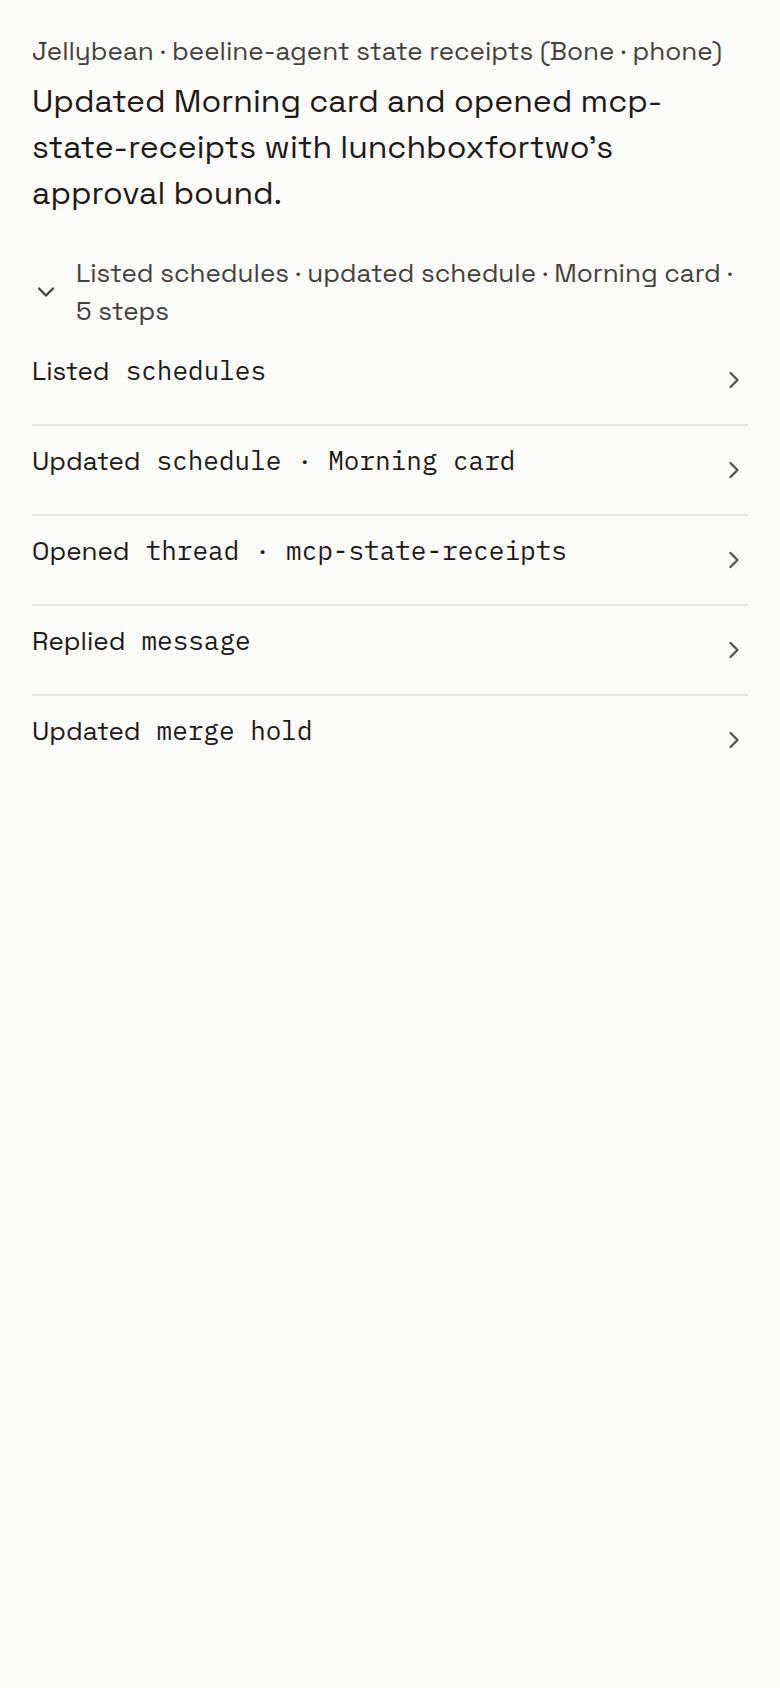 Jellybean · beeline-agent state receipts (Bone · phone)
Updated Morning card and opened mcp-
state-receipts with lunchboxfortwo’s
approval bound.
Listed schedules · updated schedule · Morning card ·
5 steps
Listed schedules
Updated schedule · Morning card
Opened thread · mcp-state-receipts
Replied message
Updated merge hold